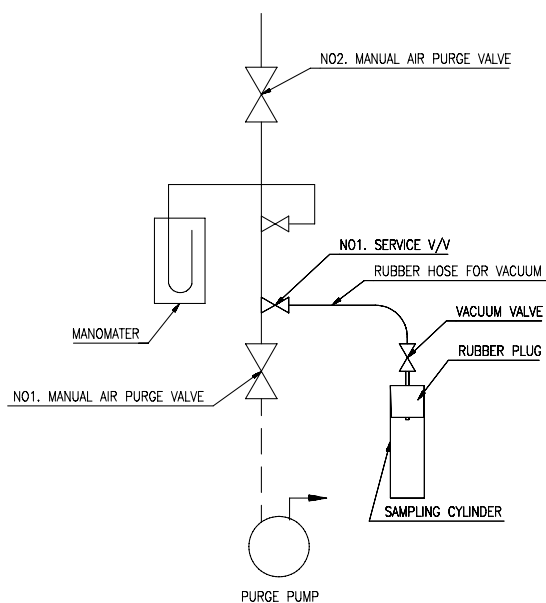 NO2. MANUAL AIR PURGE VALVE
NO1. SERVICE V/V
RUBBER HOSE FOR VACUUM
VACUUM VALVE
MANOMATER
RUBBER PLUG
NO1. MANUAL AIR PURGE VALVE
SAMPLING CYLINDER
PURGE PUMP